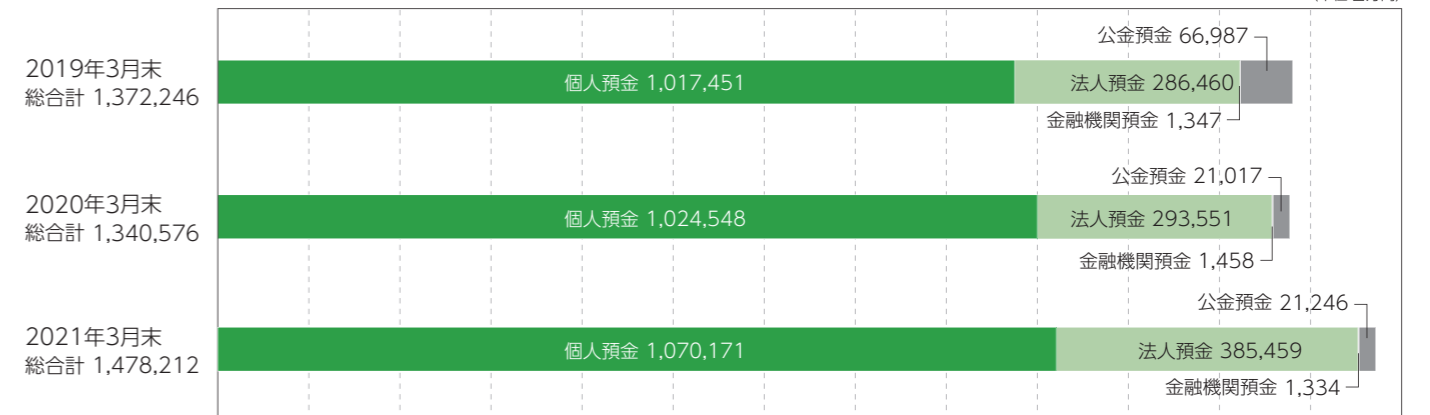 公金預金 66,987
2019年3月末
総合計 1,372,246
個人預金 1,017,451
法人預金 286,460
金融機関預金 1,347
公金預金 21,017
2020年3月末
総合計 1,340,576
個人預金 1,024,548
法人預金 293,551
金融機関預金 1,458
公金預金 21,246
2021年3月末
総合計 1,478,212
個人預金 1,070,171
法人預金 385,459
金融機関預金 1,334